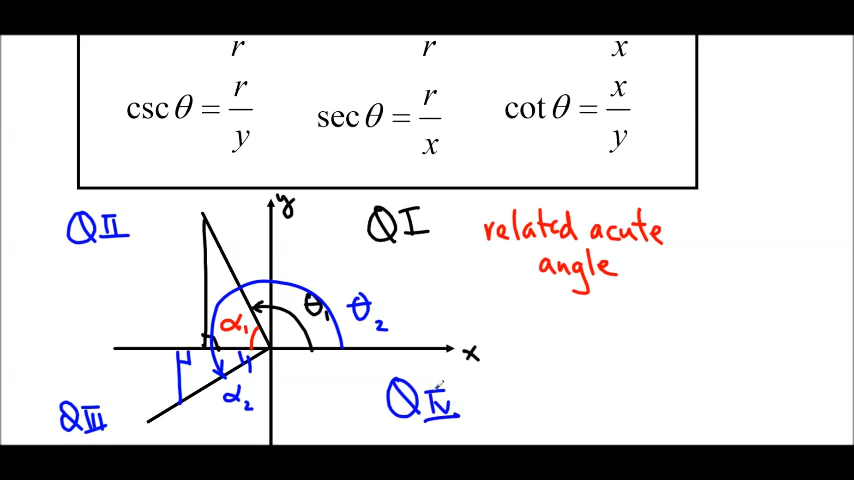 r r x
csc θ = r/y sec θ = r/x cot θ = x/y
y
QII QI related acute
angle
θ₁ θ₂
α₁
x
α₂
QIII QIV